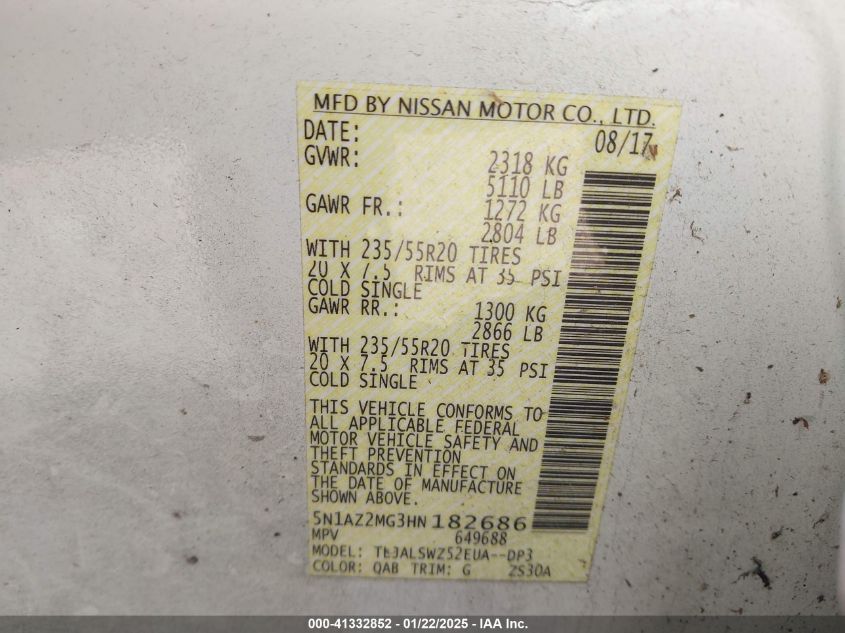 MFD BY NISSAN MOTOR CO., LTD.
DATE: 08/17
GVWR: 2318 KG
5110 LB
GAWR FR.: 1272 KG
2804 LB
WITH 235/55R20 TIRES
20 X 7.5 RIMS AT 35 PSI
COLD SINGLE
GAWR RR.: 1300 KG
2866 LB
WITH 235/55R20 TIRES
20 X 7.5 RIMS AT 35 PSI
COLD SINGLE
THIS VEHICLE CONFORMS TO
ALL APPLICABLE FEDERAL
MOTOR VEHICLE SAFETY AND
THEFT PREVENTION
STANDARDS IN EFFECT ON
THE DATE OF MANUFACTURE
SHOWN ABOVE.
5N1AZ2MG3HN182686
MPV 649688
MODEL:
COLOR: QAB TRIM: G ZS30A
000-41332852 - 01/22/2025 - IAA Inc.